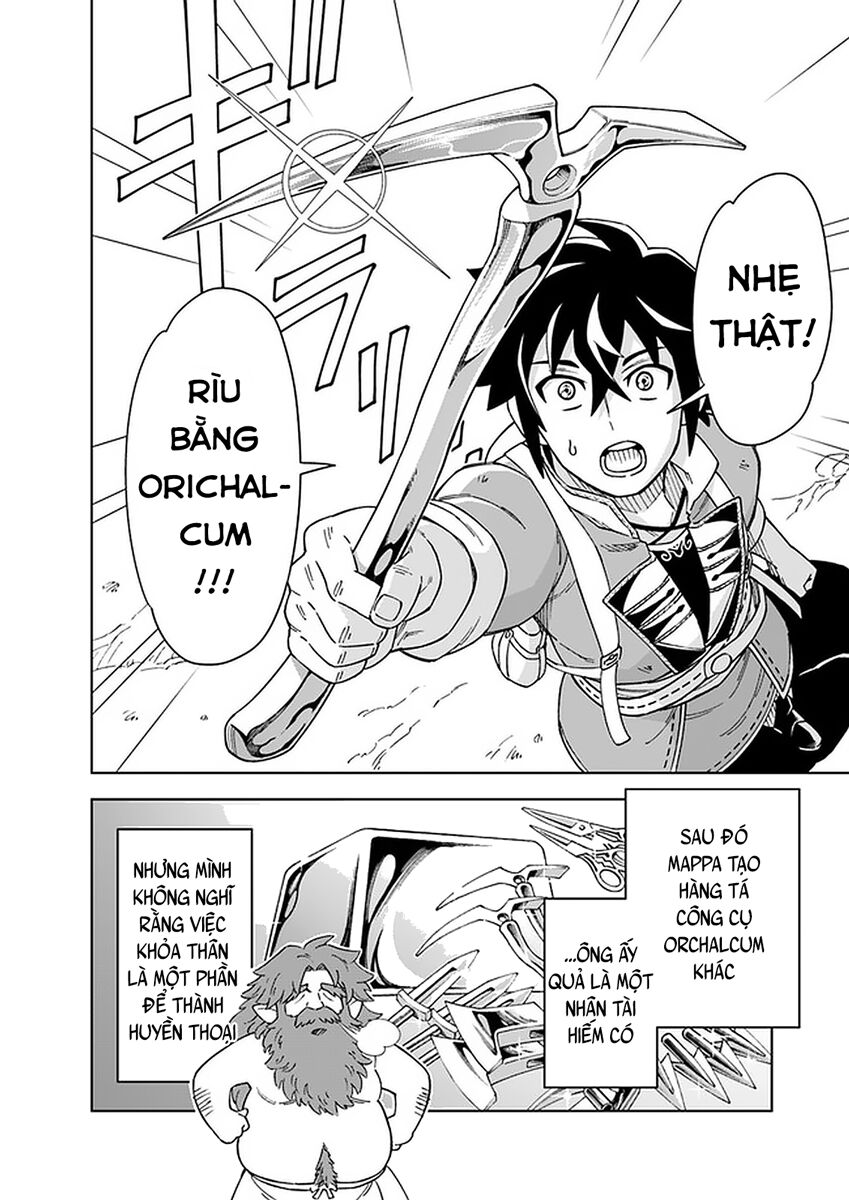 NHẸ
THẬT!
RÌU
BẰNG
ORICHAL-
CUM
!!!
SAU ĐÓ
MAPPA TẠO
HÀNG TÁ
CÔNG CỤ
ORCHALCUM
KHÁC
...ÔNG ẤY
QUẢ LÀ MỘT
NHÂN TÀI
HIẾM CÓ
NHƯNG MÌNH
KHÔNG NGHĨ
RẰNG VIỆC
KHỎA THÂN
LÀ MỘT PHẦN
ĐỂ THÀNH
HUYỀN THOẠI